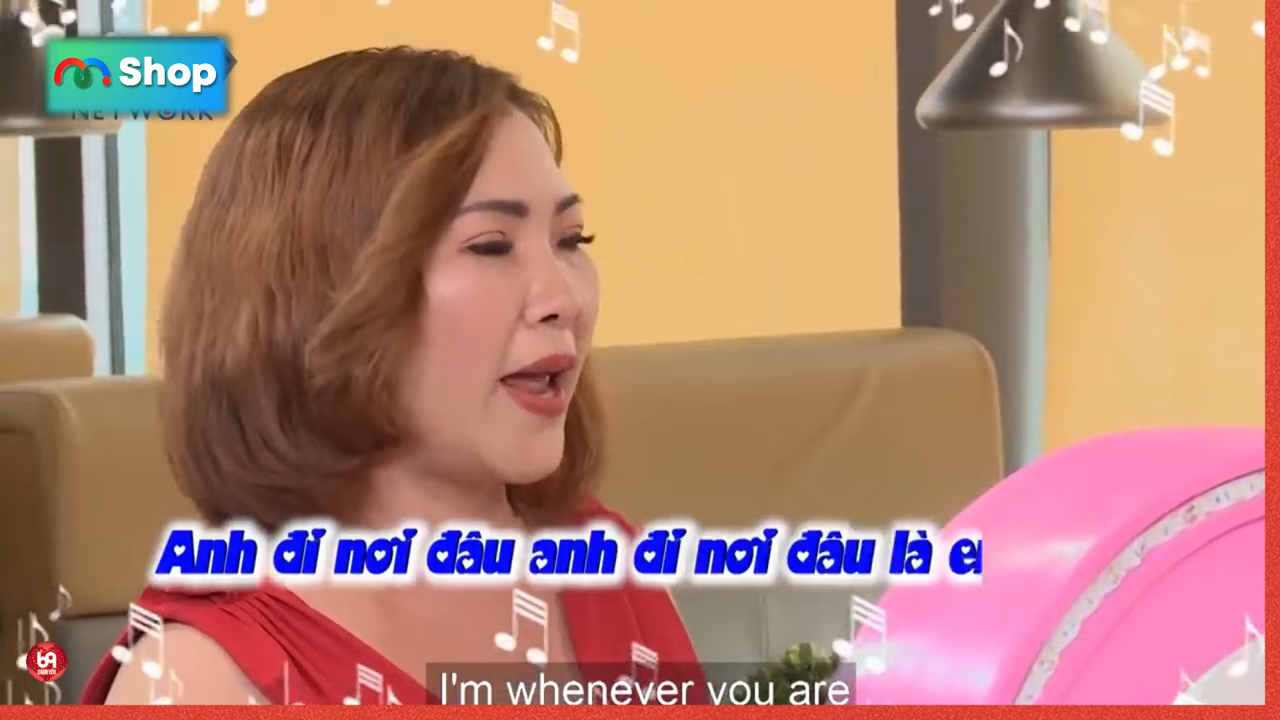 Shop
NETWORK
Anh đi nơi đâu anh đi nơi đâu là e
I'm whenever you are